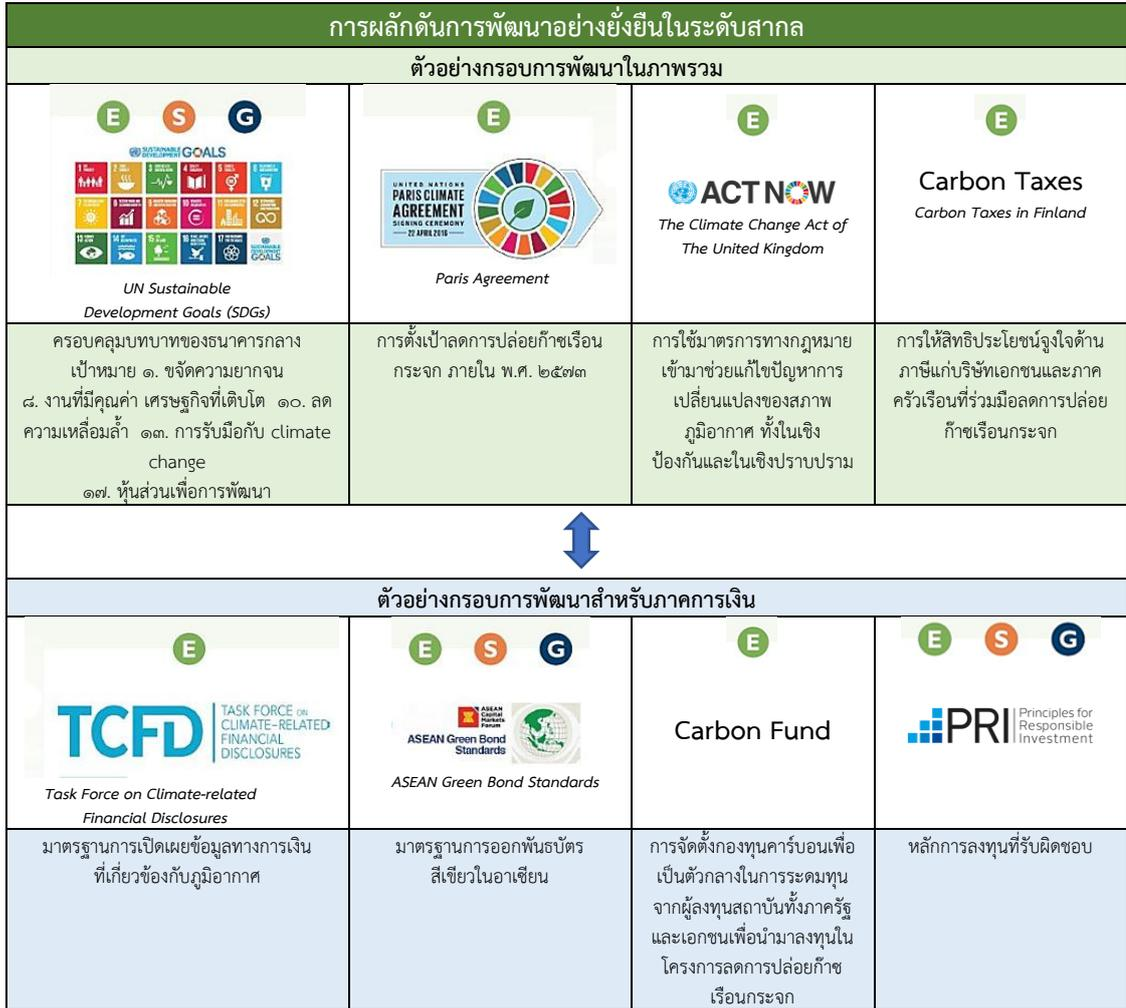 การผลักดันการพัฒนาอย่างยั่งยืนในระดับสากล
ตัวอย่างกรอบการพัฒนาในภาพรวม
E S G
SUSTAINABLE
DEVELOPMENT GOALS
UN Sustainable
Development Goals (SDGs)
E
UNITED NATIONS
PARIS CLIMATE
AGREEMENT
SIGNING CEREMONY
22 APRIL 2016
Paris Agreement
E
ACT NOW
The Climate Change Act of
The United Kingdom
E
Carbon Taxes
Carbon Taxes in Finland
ครอบคลุมบทบาทของธนาคารกลาง
เป้าหมาย ๑. ขจัดความยากจน
๘. งานที่มีคุณค่า เศรษฐกิจที่เติบโต ๑๐. ลด
ความเหลื่อมล้ำ ๑๓. การรับมือกับ climate
change
๑๗. หุ้นส่วนเพื่อการพัฒนา
การตั้งเป้าลดการปล่อยก๊าซเรือน
กระจก ภายใน พ.ศ. ๒๕๗๓
การใช้มาตรการทางกฎหมาย
เข้ามาช่วยแก้ไขปัญหาการ
เปลี่ยนแปลงของสภาพ
ภูมิอากาศ ทั้งในเชิง
ป้องกันและในเชิงปราบปราม
การให้สิทธิประโยชน์จูงใจด้าน
ภาษีแก่บริษัทเอกชนและภาค
ครัวเรือนที่ร่วมมือลดการปล่อย
ก๊าซเรือนกระจก
ตัวอย่างกรอบการพัฒนาสำหรับภาคการเงิน
E
TCFD
TASK FORCE ON
CLIMATE-RELATED
FINANCIAL
DISCLOSURES
Task Force on Climate-related
Financial Disclosures
E S G
ASEAN
Capital
Markets
Forum
ASEAN Green Bond
Standards
ASEAN Green Bond Standards
E
Carbon Fund
E S G
PRI
Principles for
Responsible
Investment
มาตรฐานการเปิดเผยข้อมูลทางการเงิน
ที่เกี่ยวข้องกับภูมิอากาศ
มาตรฐานการออกพันธบัตร
สีเขียวในอาเซียน
การจัดตั้งกองทุนคาร์บอนเพื่อ
เป็นตัวกลางในการระดมทุน
จากผู้ลงทุนสถาบันทั้งภาครัฐ
และเอกชนเพื่อนำมาลงทุนใน
โครงการลดการปล่อยก๊าซ
เรือนกระจก
หลักการลงทุนที่รับผิดชอบ